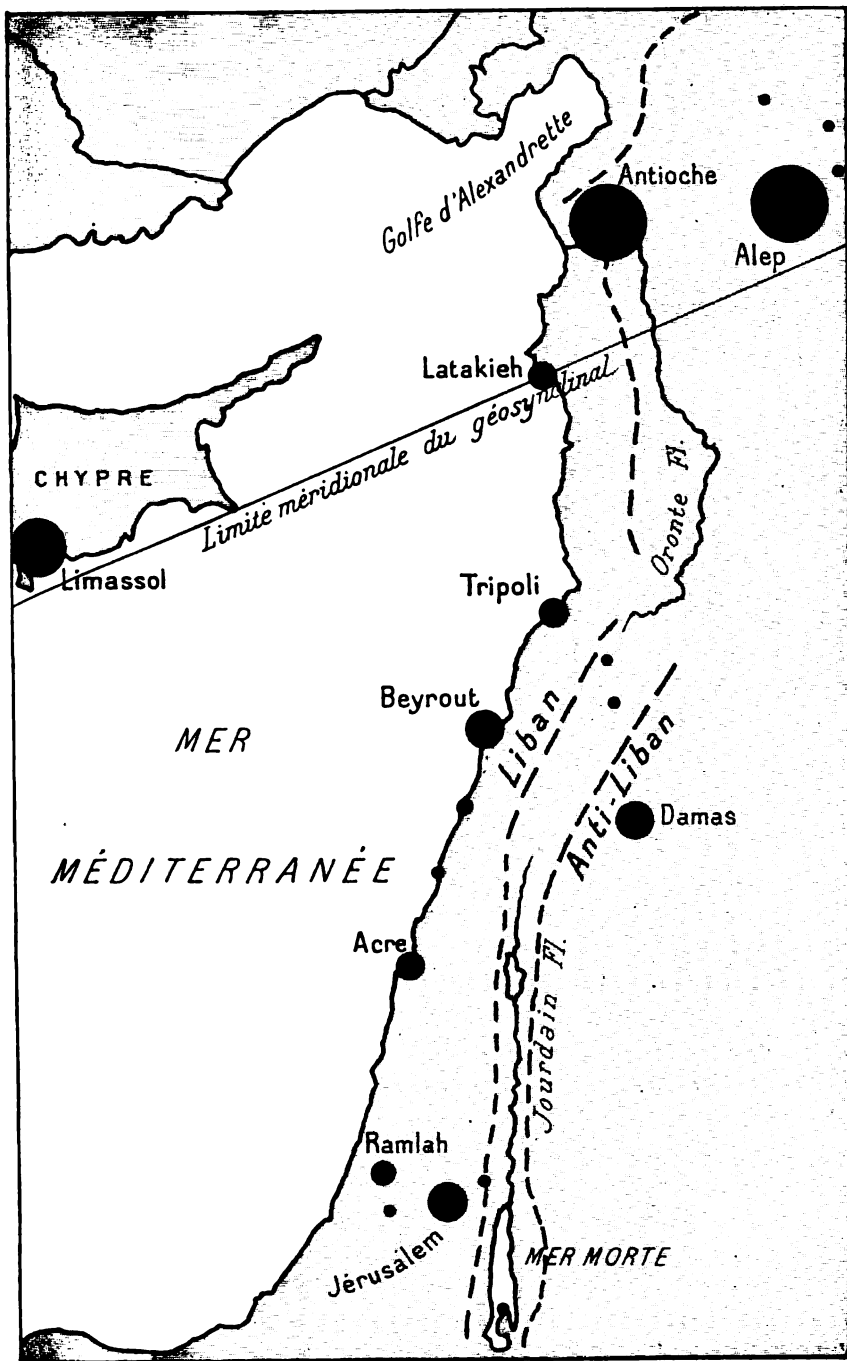 Golfe d'Alexandrette
Antioche
Alep
Latakieh
Limite méridionale du géosynclinal
CHYPRE
Limassol
Oronte Fl.
Tripoli
Beyrout
Liban
Anti-Liban
MER
MÉDITERRANÉE
Damas
Acre
Jourdain Fl.
Ramlah
Jérusalem
MER MORTE